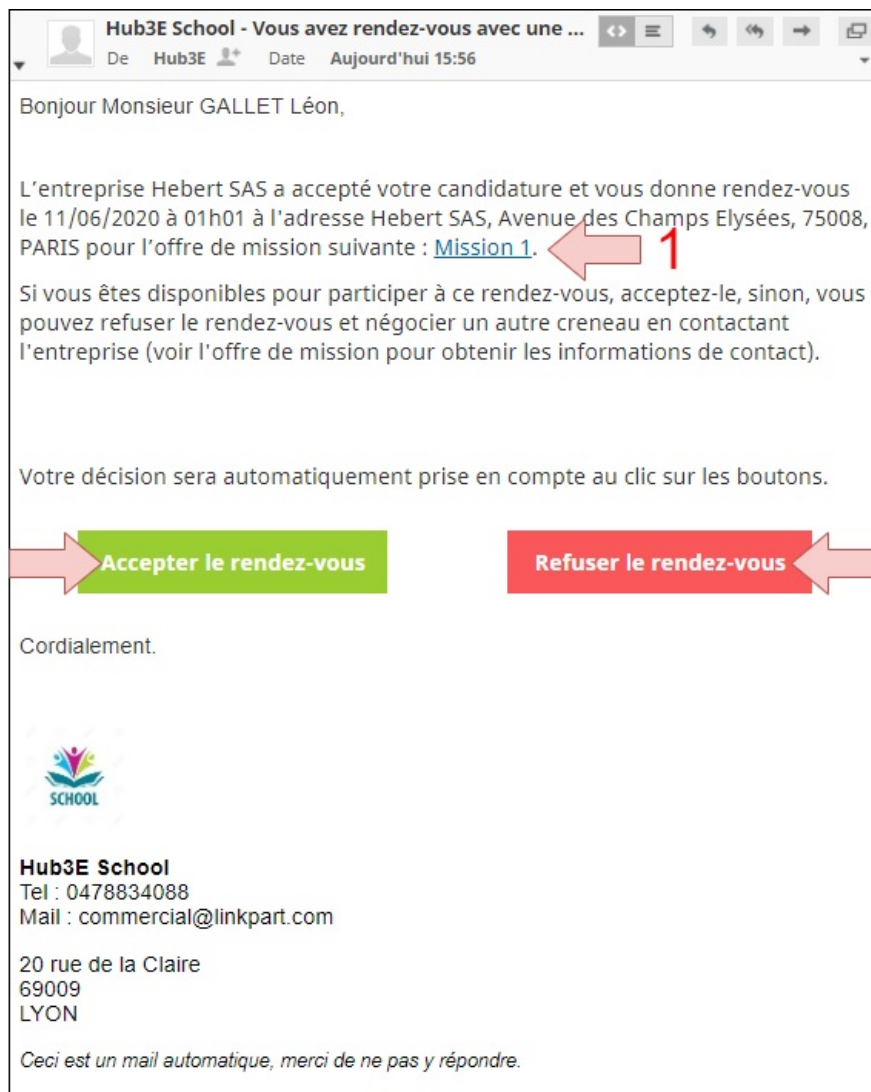 Hub3E School - Vous avez rendez-vous avec une ...
De Hub3E Date Aujourd'hui 15:56
Bonjour Monsieur GALLET Léon,
L'entreprise Hebert SAS a accepté votre candidature et vous donne rendez-vous
le 11/06/2020 à 01h01 à l'adresse Hebert SAS, Avenue des Champs Elysées, 75008,
PARIS pour l'offre de mission suivante : Mission 1. 1
Si vous êtes disponibles pour participer à ce rendez-vous, acceptez-le, sinon, vous
pouvez refuser le rendez-vous et négocier un autre creneau en contactant
l'entreprise (voir l'offre de mission pour obtenir les informations de contact).
Votre décision sera automatiquement prise en compte au clic sur les boutons.
Accepter le rendez-vous Refuser le rendez-vous
Cordialement.
SCHOOL
Hub3E School
Tel : 0478834088
Mail : commercial@linkpart.com
20 rue de la Claire
69009
LYON
Ceci est un mail automatique, merci de ne pas y répondre.